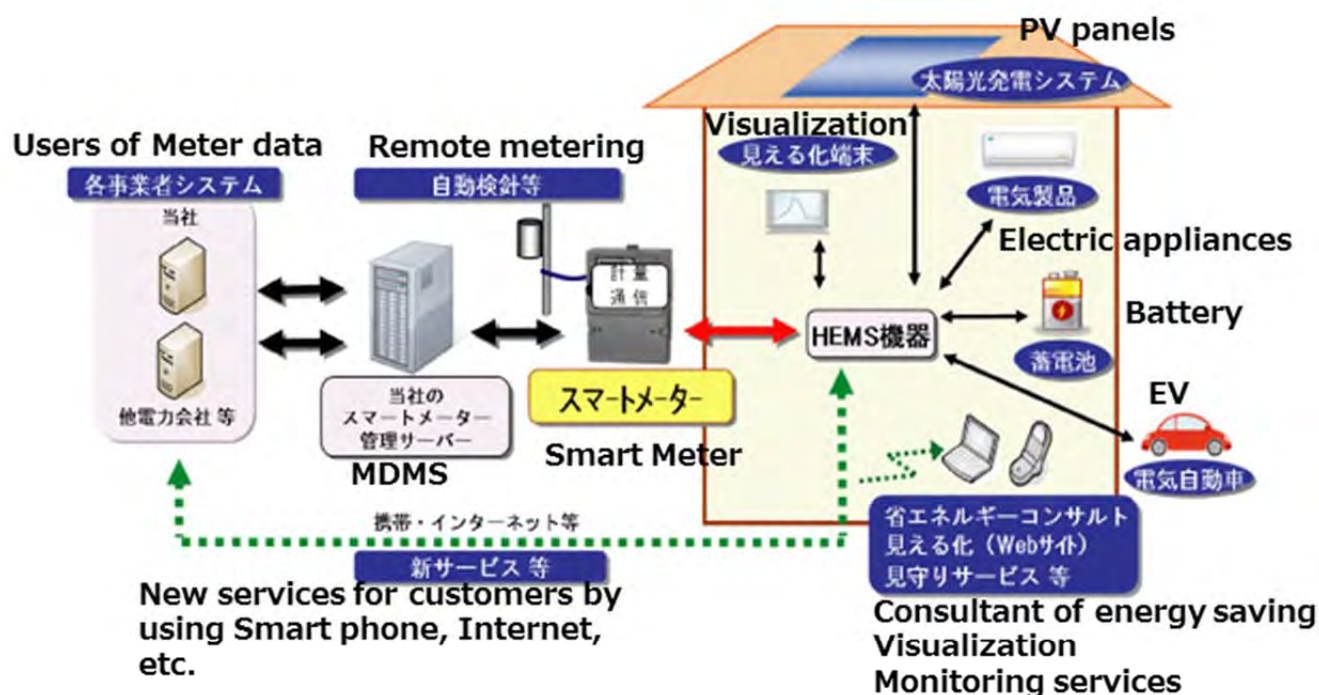 PV panels
太陽光発電システム
Visualization
見える化端末
Users of Meter data
各事業者システム
当社
他電力会社 等
Remote metering
自動検針等
計量
通信
電気製品
Electric appliances
HEMS機器
Battery
蓄電池
EV
電気自動車
当社の
スマートメーター
管理サーバー
MDMS
スマートメーター
Smart Meter
携帯・インターネット等
新サービス 等
New services for customers by
using Smart phone, Internet,
etc.
省エネルギーコンサルト
見える化（Webサイト）
見守りサービス 等
Consultant of energy saving
Visualization
Monitoring services